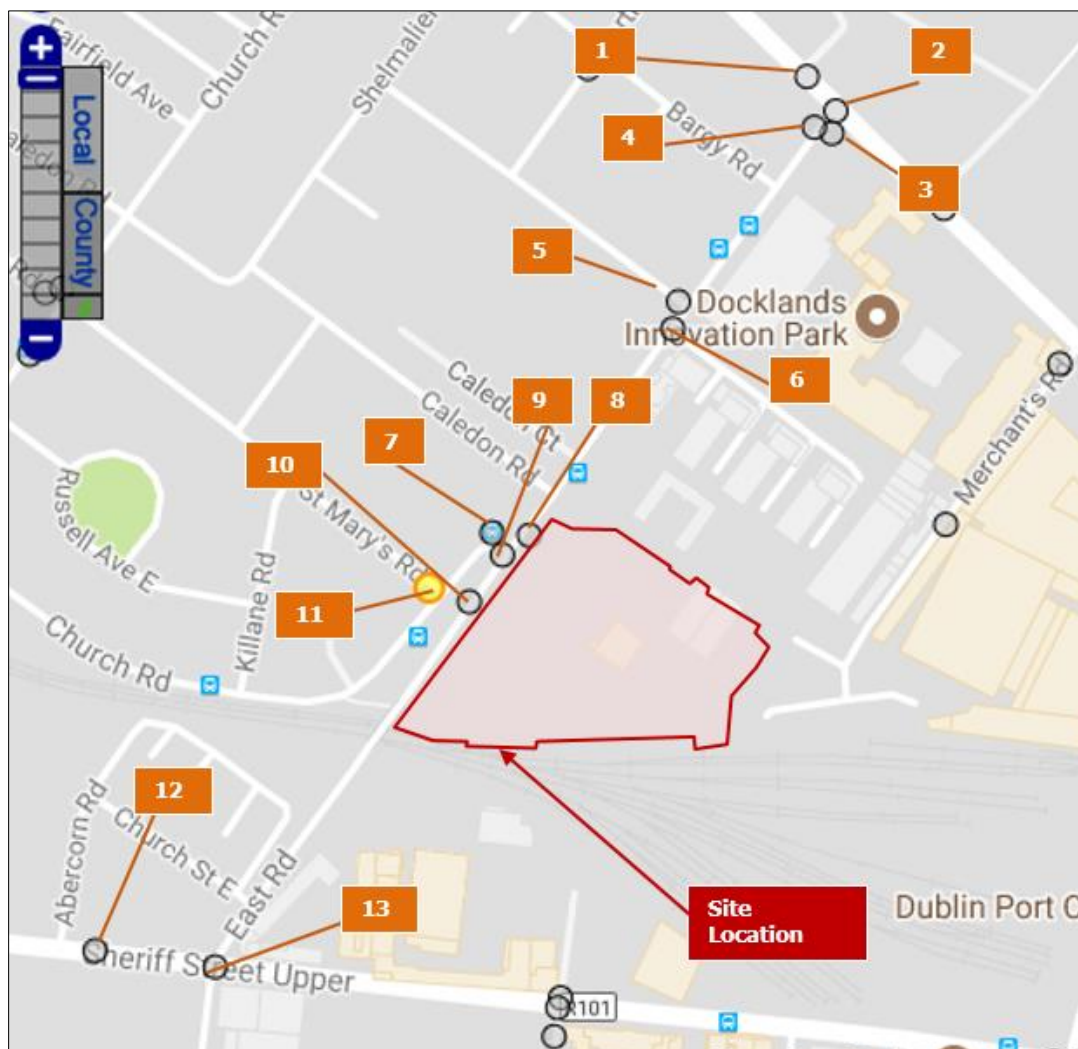 +
Local
County
−
Fairfield Ave
Church R
Shelmalier
1
2
4
Bargy Rd
3
5
Docklands
Innovation Park
6
Caledon Ct
Caledon Rd
9
8
7
10
St Mary's Rd
Merchant's Rd
Russell Ave E
Killane Rd
11
Church Rd
12
Abercorn Rd
Church St E
East Rd
13
Site
Location
Dublin Port C
Sheriff Street Upper
R101